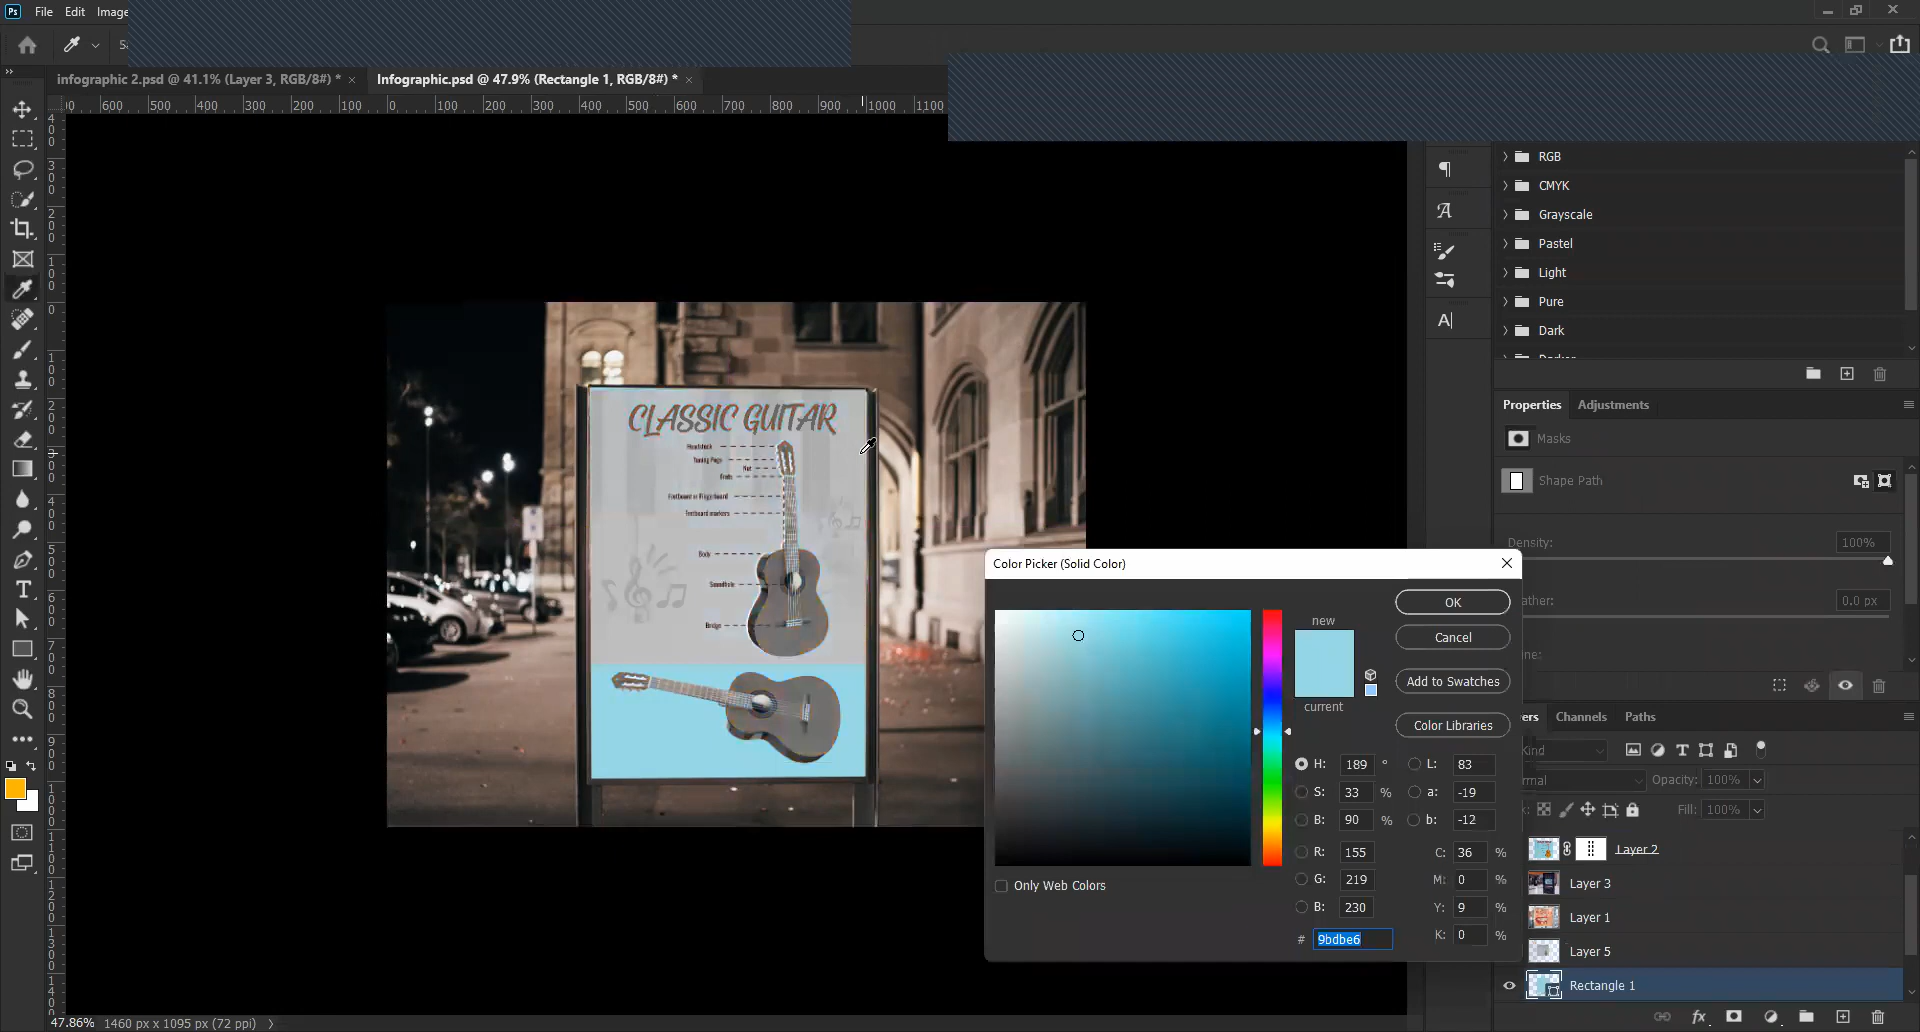 Ps File Edit Image
infographic 2.psd @ 41.1% (Layer 3, RGB/8#) * × Infographic.psd @ 47.9% (Rectangle 1, RGB/8#) * ×
600 500 400 300 200 100 0 100 200 300 400 500 600 700 800 900 1000 1100
RGB
CMYK
Grayscale
Pastel
Light
Pure
Dark
Properties Adjustments
Masks
Shape Path
Density: 100%
0.0 px
CLASSIC GUITAR
Headstock
Tuning Pegs
Nut
Frets
Fretboard or Fingerboard
Fretboard markers
Body
Soundhole
Bridge
Color Picker (Solid Color)
new
current
OK
Cancel
Add to Swatches
Color Libraries
H: 189 ° L: 83
S: 33 % a: -19
B: 90 % b: -12
R: 155 C: 36 %
G: 219 M: 0 %
B: 230 Y: 9 %
# 9bdbe6 K: 0 %
Only Web Colors
Channels Paths
Kind
Opacity: 100%
Fill: 100%
Layer 2
Layer 3
Layer 1
Layer 5
Rectangle 1
fx
47.86% 1460 px x 1095 px (72 ppi)